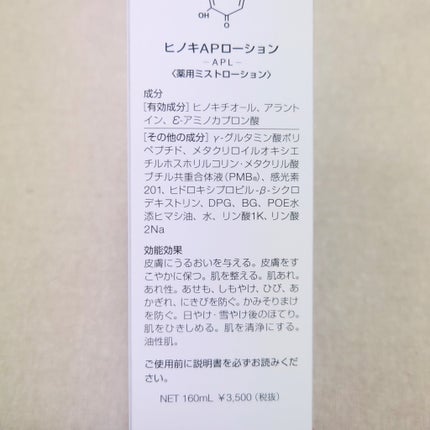 OH
O
ヒノキAPローション
-APL-
〈薬用ミストローション〉
成分
[有効成分] ヒノキチオール、アラント
イン、ε-アミノカプロン酸
[その他の成分] γ-グルタミン酸ポリ
ペプチド、メタクリロイルオキシエ
チルホスホリルコリン・メタクリル酸
ブチル共重合体液(PMB®)、感光素
201、ヒドロキシプロピル-β-シクロ
デキストリン、DPG、BG、POE水
添ヒマシ油、水、リン酸1K、リン酸
2Na
効能効果
皮膚にうるおいを与える。皮膚をす
こやかに保つ。肌を整える。肌あれ。
あれ性。あせも、しもやけ、ひび、あ
かぎれ、にきびを防ぐ。かみそりまけ
を防ぐ。日やけ・雪やけ後のほてり。
肌をひきしめる。肌を清浄にする。
油性肌。
ご使用前に説明書を必ずお読みくだ
さい。
NET 160mL ¥3,500(税抜)